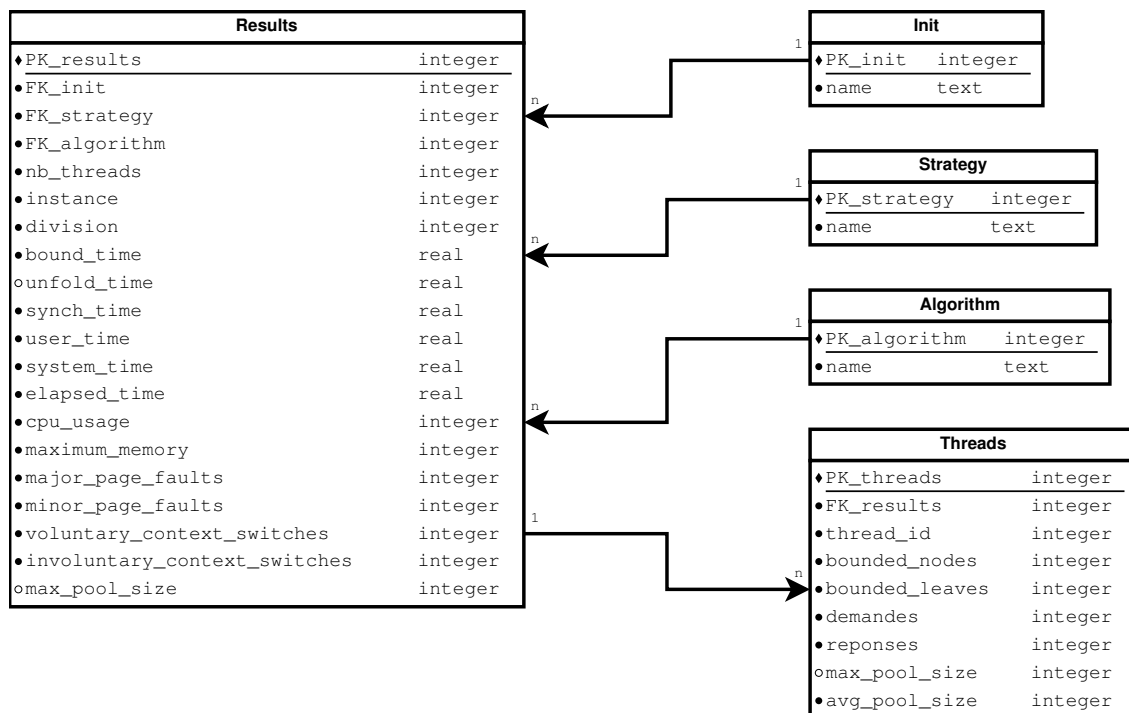 Results
PK_results integer
FK_init integer
FK_strategy integer
FK_algorithm integer
nb_threads integer
instance integer
division integer
bound_time real
unfold_time real
synch_time real
user_time real
system_time real
elapsed_time real
cpu_usage integer
maximum_memory integer
major_page_faults integer
minor_page_faults integer
voluntary_context_switches integer
involuntary_context_switches integer
max_pool_size integer
n
n
n
1
Init
1
PK_init integer
name text
Strategy
1
PK_strategy integer
name text
Algorithm
1
PK_algorithm integer
name text
Threads
PK_threads integer
FK_results integer
thread_id integer
bounded_nodes integer
n
bounded_leaves integer
demandes integer
reponses integer
max_pool_size integer
avg_pool_size integer